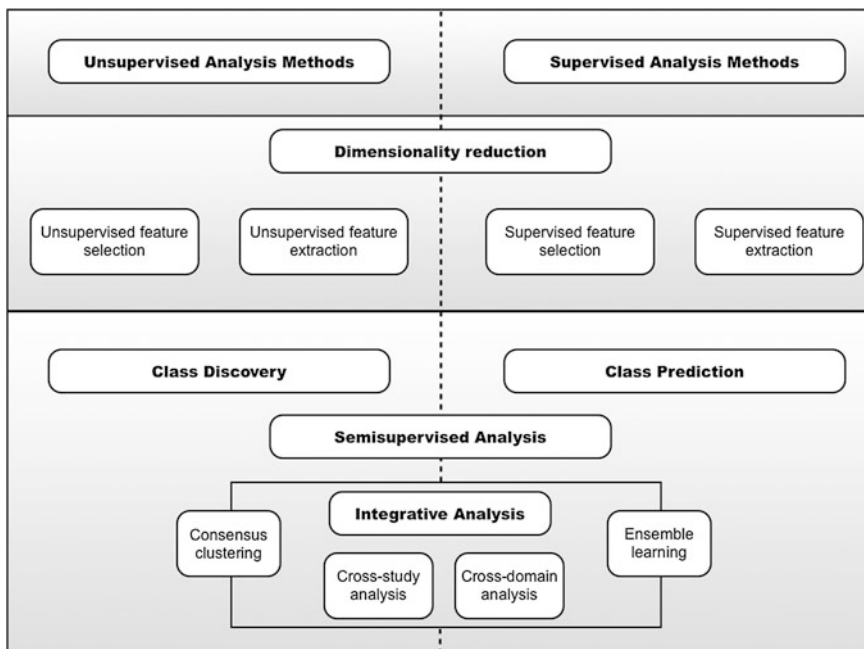 Unsupervised Analysis Methods
Supervised Analysis Methods
Dimensionality reduction
Unsupervised feature
selection
Unsupervised feature
extraction
Supervised feature
selection
Supervised feature
extraction
Class Discovery
Class Prediction
Semisupervised Analysis
Integrative Analysis
Consensus
clustering
Ensemble
learning
Cross-study
analysis
Cross-domain
analysis